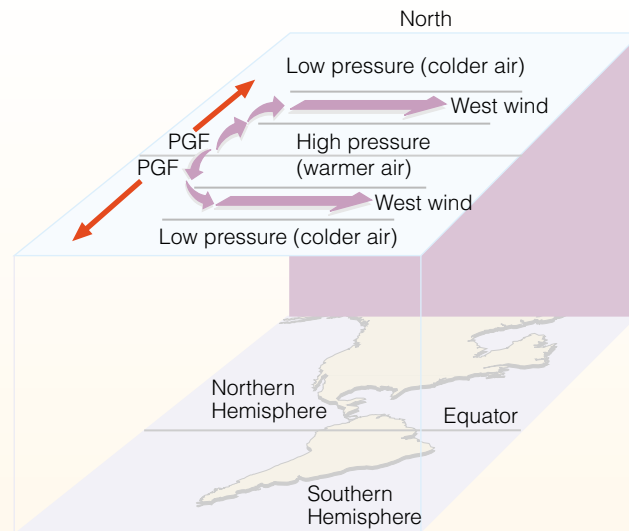 North
Low pressure (colder air)
West wind
PGF
High pressure
(warmer air)
PGF
West wind
Low pressure (colder air)
Northern
Hemisphere
Equator
Southern
Hemisphere